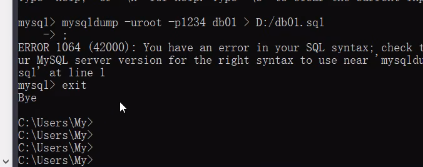 mysql> mysqldump -uroot -p1234 db01 > D:/db01.sql
    -> ;
ERROR 1064 (42000): You have an error in your SQL syntax; check t
ur MySQL server version for the right syntax to use near 'mysqldu
sql' at line 1
mysql> exit
Bye
C:\Users\My>
C:\Users\My>
C:\Users\My>
C:\Users\My>